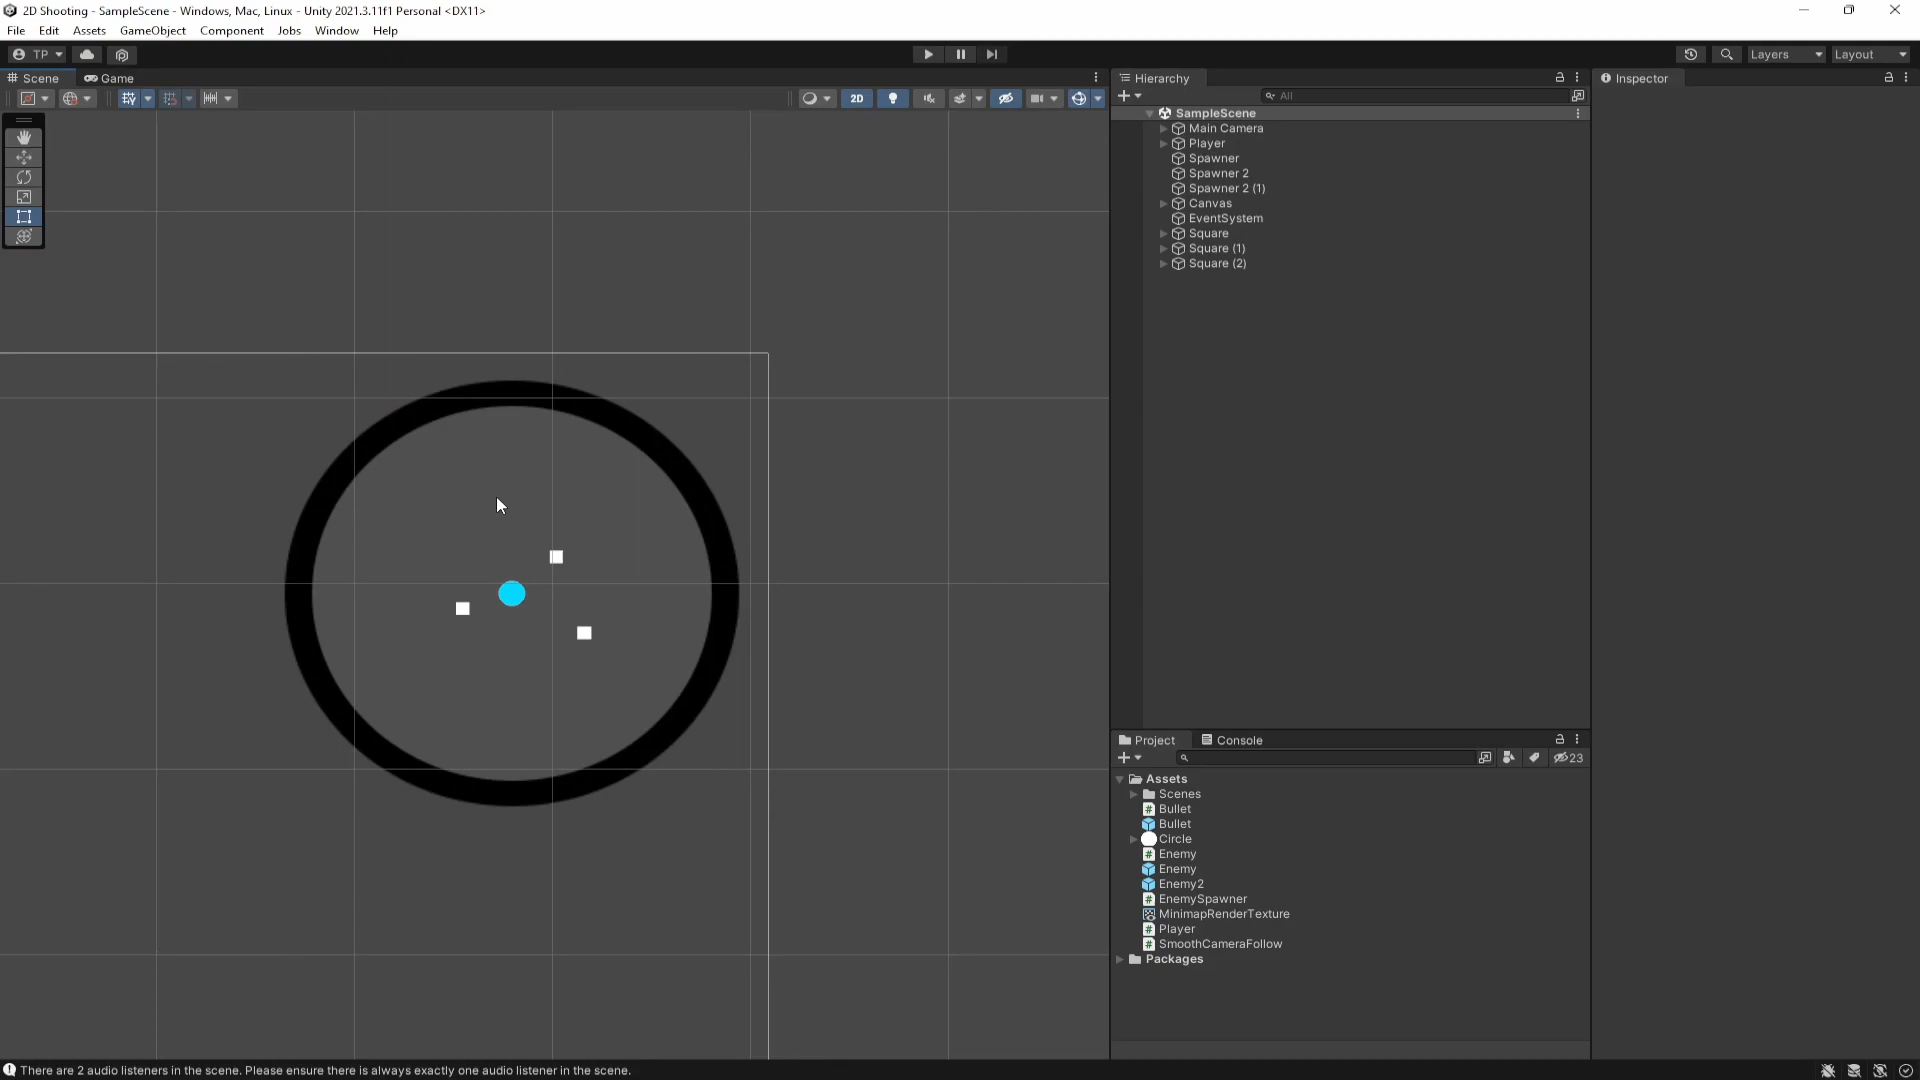 2D Shooting - SampleScene - Windows, Mac, Linux - Unity 2021.3.11f1 Personal <DX11>
File Edit Assets GameObject Component Jobs Window Help
TP
Layers
Layout
Scene
Game
2D
Hierarchy
All
SampleScene
Main Camera
Player
Spawner
Spawner 2
Spawner 2 (1)
Canvas
EventSystem
Square
Square (1)
Square (2)
Inspector
Project
Console
23
Assets
Scenes
Bullet
Bullet
Circle
Enemy
Enemy
Enemy2
EnemySpawner
MinimapRenderTexture
Player
SmoothCameraFollow
Packages
There are 2 audio listeners in the scene. Please ensure there is always exactly one audio listener in the scene.